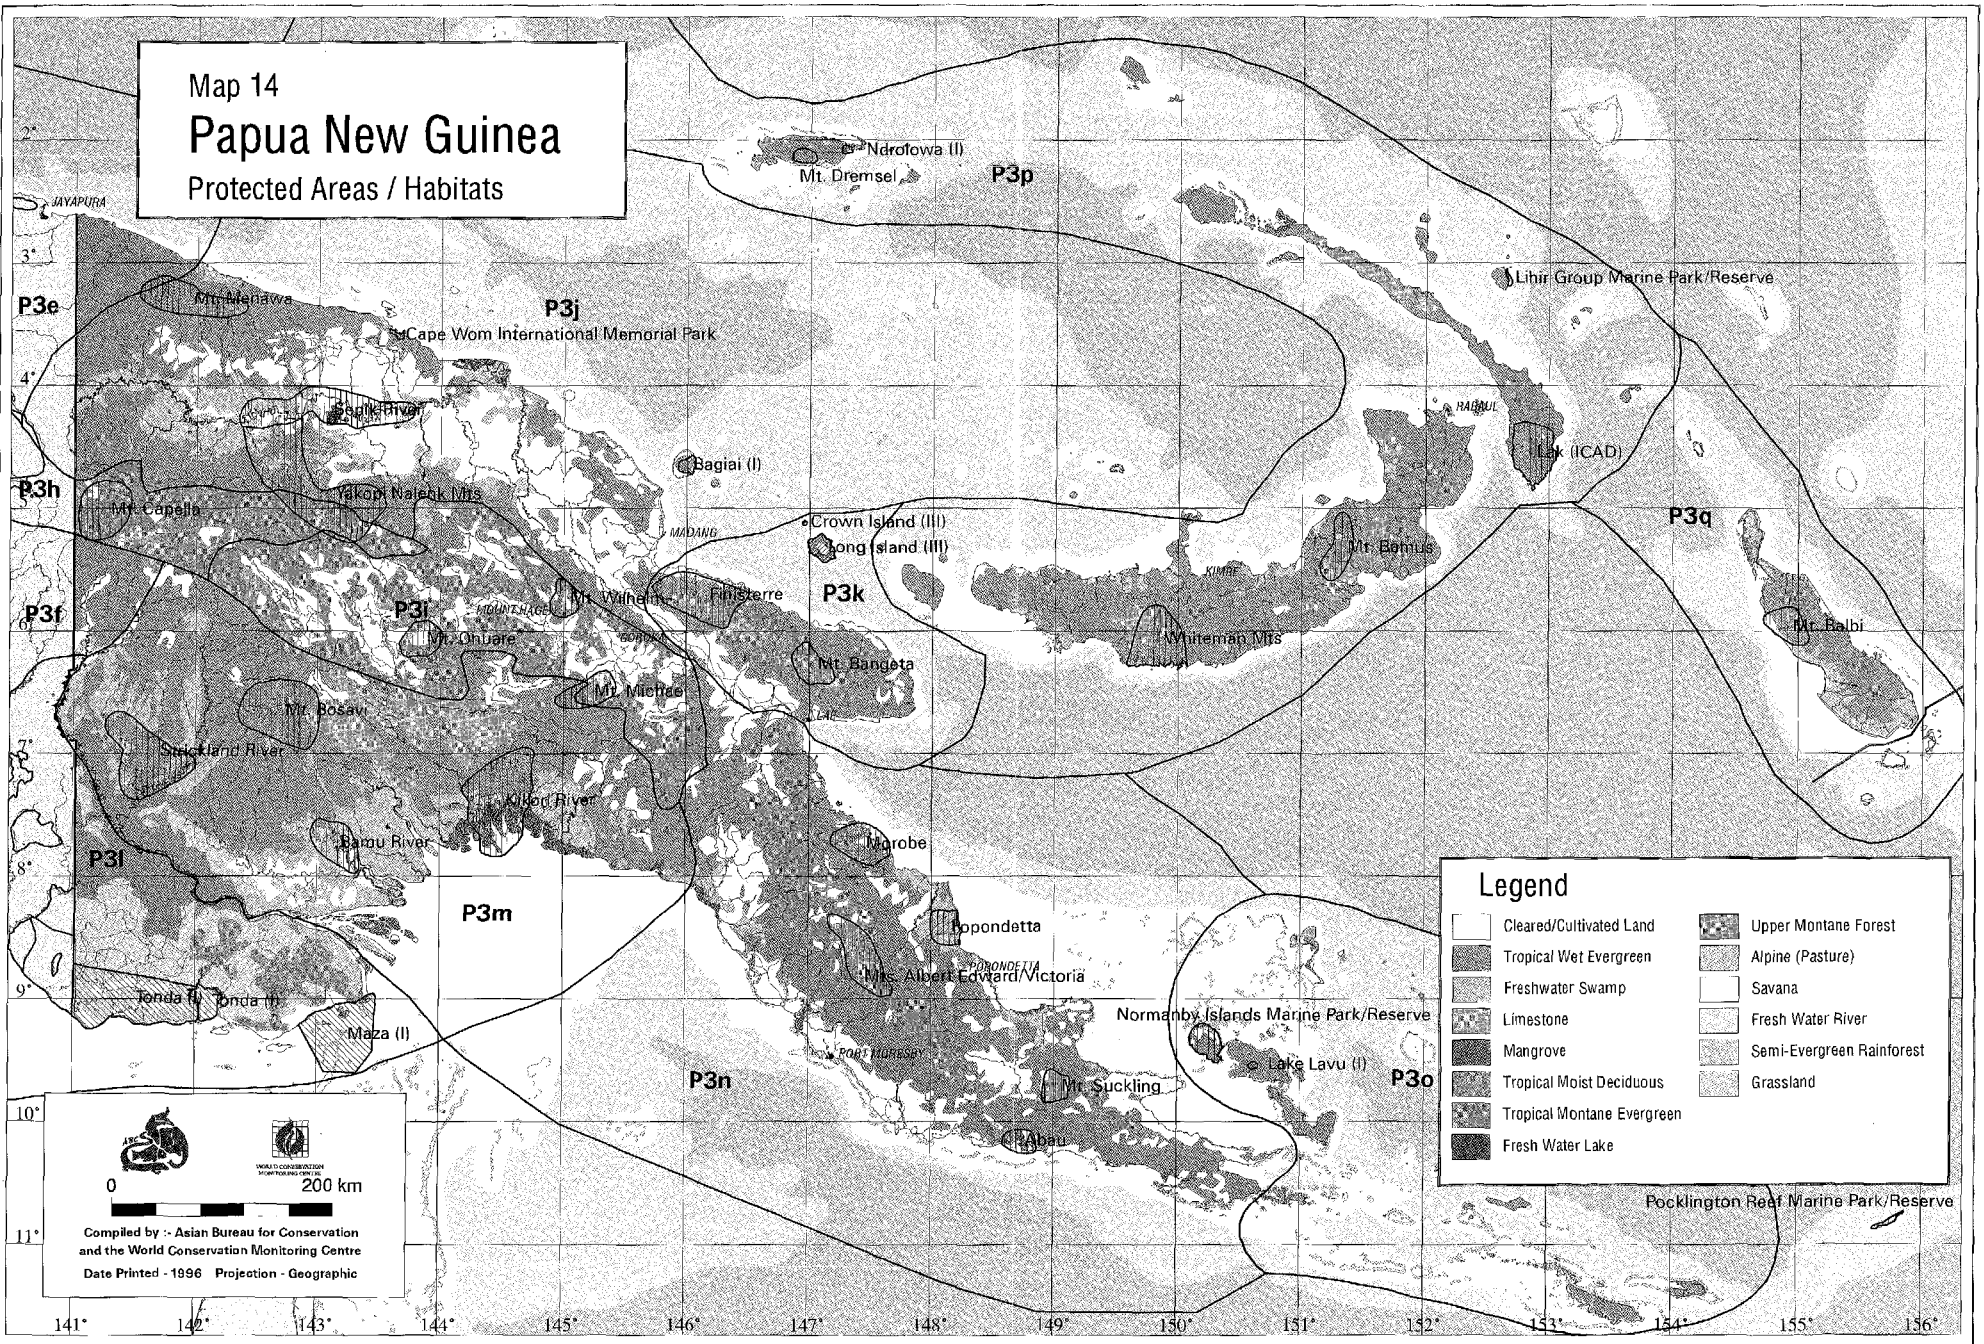 Map 14
Papua New Guinea
Protected Areas / Habitats
JAYAPURA
2°
3°
4°
6°
7°
8°
9°
10°
11°
Ndrolowa (I)
Mt. Dremsel
P3p
P3e
Mt. Menawa
P3j
Cape Wom International Memorial Park
Lihir Group Marine Park/Reserve
Sepik River
RABAUL
Bagiai (I)
Lak (ICAD)
P3h
Mt. Capella
Yakopi Nalenk Mts
MADANG
Crown Island (III)
Long Island (III)
P3q
Mt. Bamus
KIMBE
P3f
P3i
MOUNT HAGEN
Mt. Wilhelm
Finisterre
P3k
Mt. Onuare
GOROKA
Whiteman Mts
Mt. Balbi
Mt. Bangeta
Mt. Michael
LAE
Mt. Bosavi
Strickland River
Kikori River
Bamu River
Morobe
P3l
P3m
Popondetta
POPONDETTA
Mts. Albert Edward/Victoria
Tonda (I)
Tonda (I)
Maza (I)
Normanby Islands Marine Park/Reserve
PORT MORESBY
Lake Lavu (I)
P3n
Mt. Suckling
P3o
Abau
Pocklington Reef Marine Park/Reserve
Legend
Cleared/Cultivated Land
Tropical Wet Evergreen
Freshwater Swamp
Limestone
Mangrove
Tropical Moist Deciduous
Tropical Montane Evergreen
Fresh Water Lake
Upper Montane Forest
Alpine (Pasture)
Savana
Fresh Water River
Semi-Evergreen Rainforest
Grassland
ABC
WORLD CONSERVATION
MONITORING CENTRE
0 200 km
Compiled by :- Asian Bureau for Conservation
and the World Conservation Monitoring Centre
Date Printed - 1996 Projection - Geographic
141° 142° 143° 144° 145° 146° 147° 148° 149° 150° 151° 152° 153° 154° 155° 156°